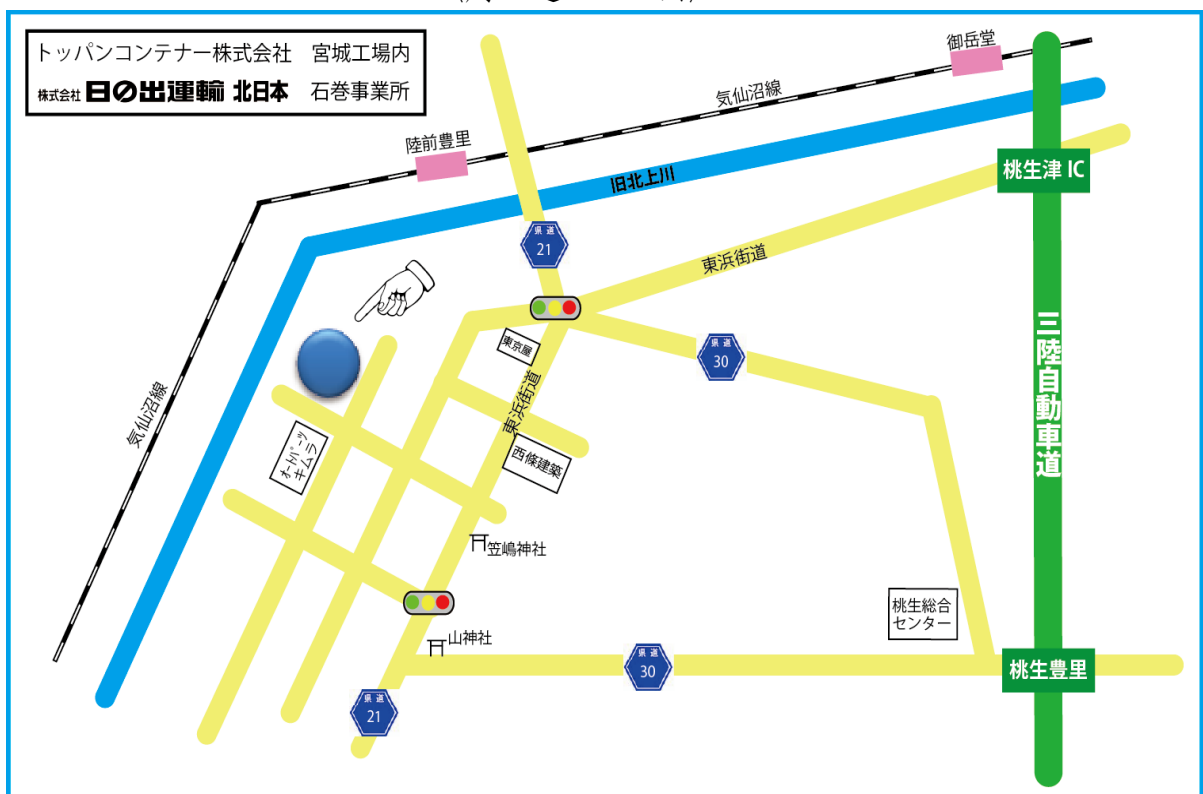 トッパンコンテナー株式会社　宮城工場内
株式会社 日の出運輸 北日本　石巻事業所
御岳堂
気仙沼線
陸前豊里
旧北上川
桃生津 IC
県道
21
東浜街道
東京屋
県道
30
三陸自動車道
気仙沼線
東浜街道
オートパーツ
キムラ
西條建築
笠嶋神社
桃生総合
センター
山神社
県道
30
桃生豊里
県道
21